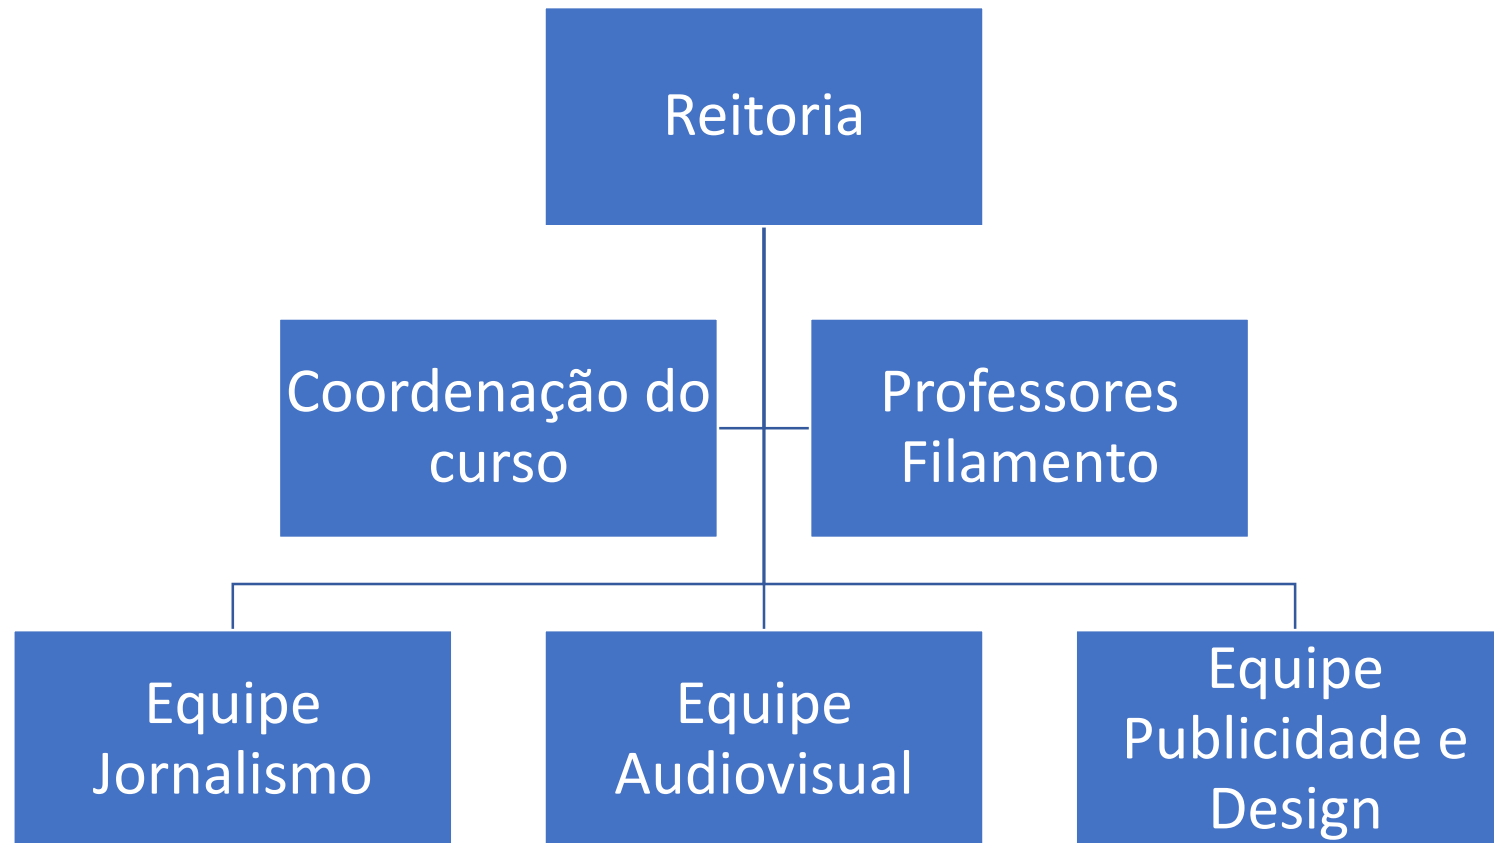 Reitoria
Coordenação do
curso
Professores
Filamento
Equipe
Jornalismo
Equipe
Audiovisual
Equipe
Publicidade e
Design